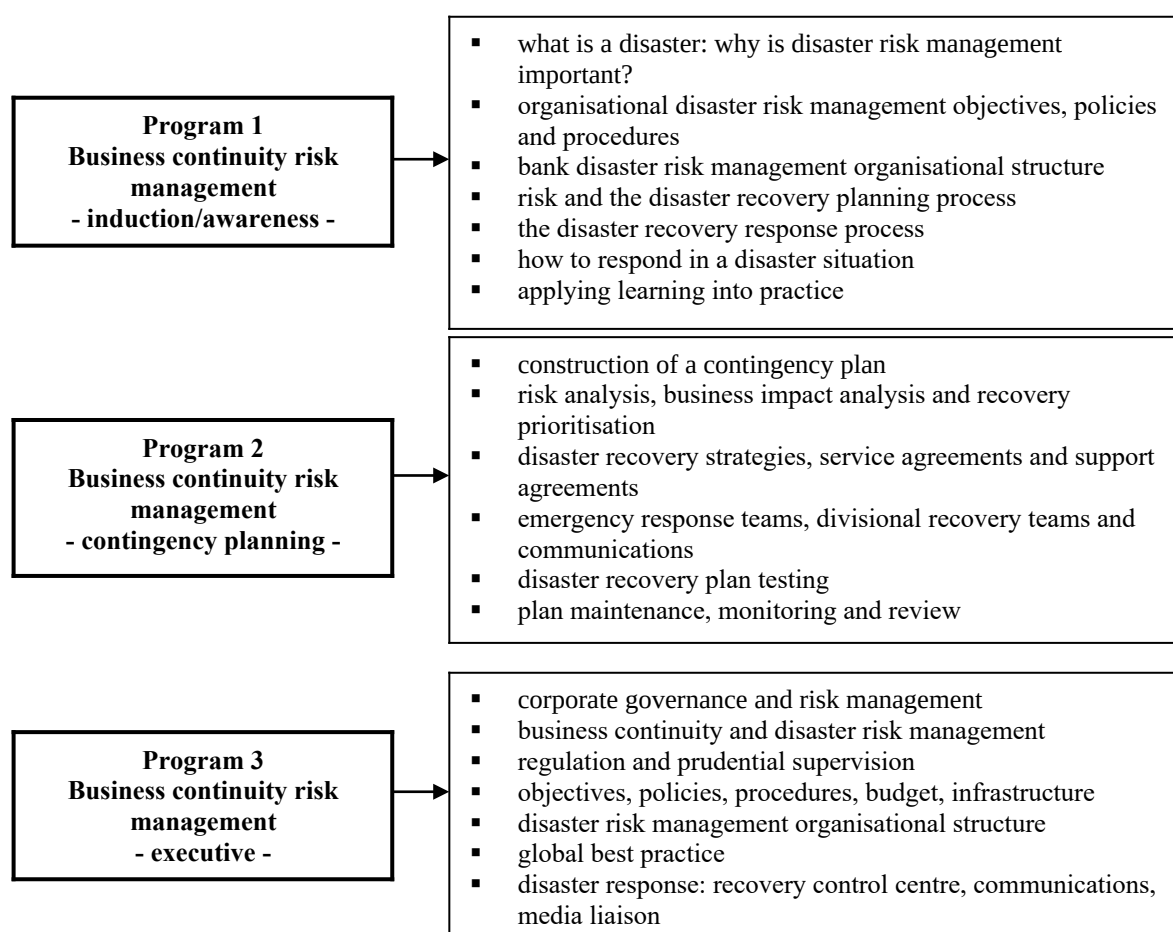 Program 1
Business continuity risk
management
- induction/awareness -
▪ what is a disaster: why is disaster risk management
important?
▪ organisational disaster risk management objectives, policies
and procedures
▪ bank disaster risk management organisational structure
▪ risk and the disaster recovery planning process
▪ the disaster recovery response process
▪ how to respond in a disaster situation
▪ applying learning into practice
Program 2
Business continuity risk
management
- contingency planning -
▪ construction of a contingency plan
▪ risk analysis, business impact analysis and recovery
prioritisation
▪ disaster recovery strategies, service agreements and support
agreements
▪ emergency response teams, divisional recovery teams and
communications
▪ disaster recovery plan testing
▪ plan maintenance, monitoring and review
Program 3
Business continuity risk
management
- executive -
▪ corporate governance and risk management
▪ business continuity and disaster risk management
▪ regulation and prudential supervision
▪ objectives, policies, procedures, budget, infrastructure
▪ disaster risk management organisational structure
▪ global best practice
▪ disaster response: recovery control centre, communications,
media liaison